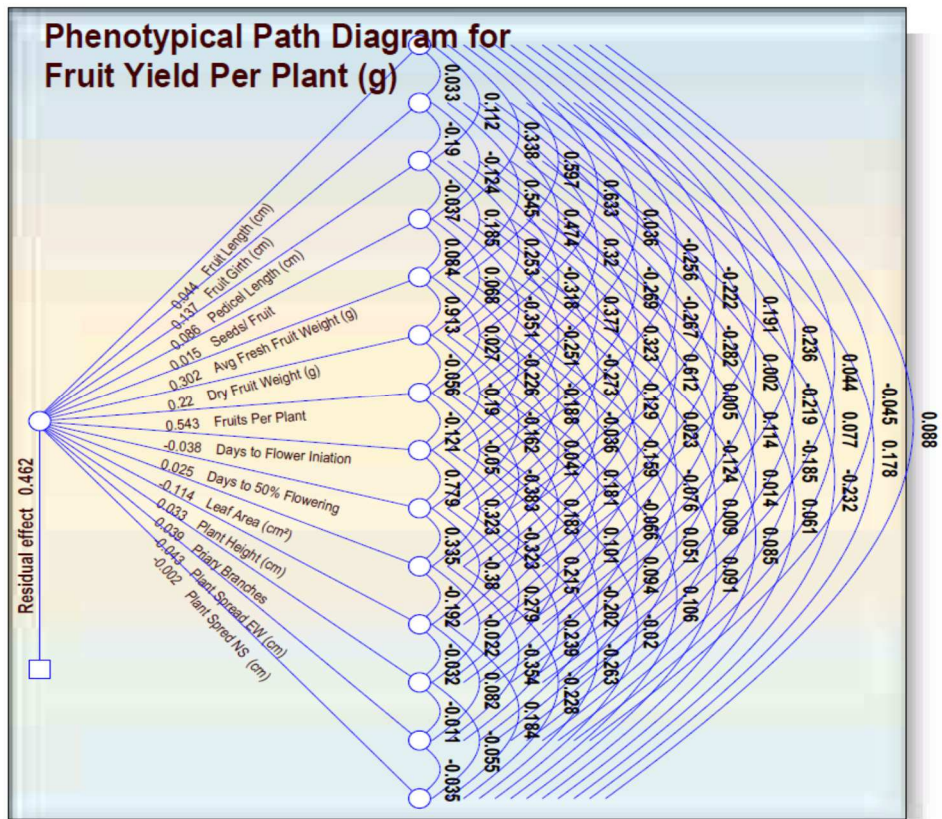 Phenotypical Path Diagram for
Fruit Yield Per Plant (g)
0.044 Fruit Length (cm)
0.137 Fruit Girth (cm)
0.086 Pedicel Length (cm)
0.015 Seeds/ Fruit
0.302 Avg Fresh Fruit Weight (g)
0.22 Dry Fruit Weight (g)
0.543 Fruits Per Plant
-0.038 Days to Flower Iniation
0.025 Days to 50% Flowering
-0.114 Leaf Area (cm²)
0.033 Plant Height (cm)
0.039 Priary Branches
-0.043 Plant Spread EW (cm)
-0.002 Plant Spred NS (cm)
Residual effect 0.462
0.033 -0.19 -0.037 0.084 0.913 -0.056 -0.121 0.779 0.335 -0.192 -0.032 -0.011 -0.035
0.112 -0.124 0.185 0.068 0.027 -0.19 -0.05 0.323 -0.38 -0.022 0.082 -0.055
0.338 0.545 0.253 -0.351 -0.226 -0.162 -0.383 -0.323 0.279 -0.354 0.184
0.597 0.474 -0.318 -0.251 -0.188 0.041 0.183 0.215 -0.239 -0.228
0.633 0.32 0.377 -0.273 -0.036 0.181 0.101 -0.202 -0.263
0.036 -0.269 0.323 0.129 0.159 -0.066 0.094 -0.02
-0.256 -0.267 0.612 0.023 -0.076 0.051 0.106
-0.222 -0.282 0.005 -0.124 0.009 0.091
0.191 0.002 0.114 0.014 0.085
0.236 -0.219 -0.185 0.061
0.044 0.077 -0.232
-0.045 0.178
0.088